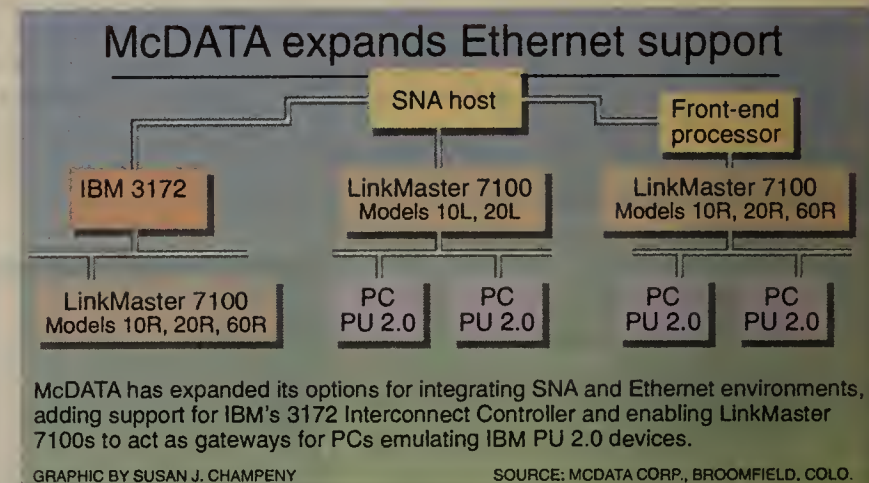 McDATA expands Ethernet support
SNA host
Front-end
processor
IBM 3172
LinkMaster 7100
Models 10L, 20L
LinkMaster 7100
Models 10R, 20R, 60R
LinkMaster 7100
Models 10R, 20R, 60R
PC
PU 2.0
PC
PU 2.0
PC
PU 2.0
PC
PU 2.0
McDATA has expanded its options for integrating SNA and Ethernet environments,
adding support for IBM's 3172 Interconnect Controller and enabling LinkMaster
7100s to act as gateways for PCs emulating IBM PU 2.0 devices.
GRAPHIC BY SUSAN J. CHAMPENY
SOURCE: MCDATA CORP., BROOMFIELD, COLO.